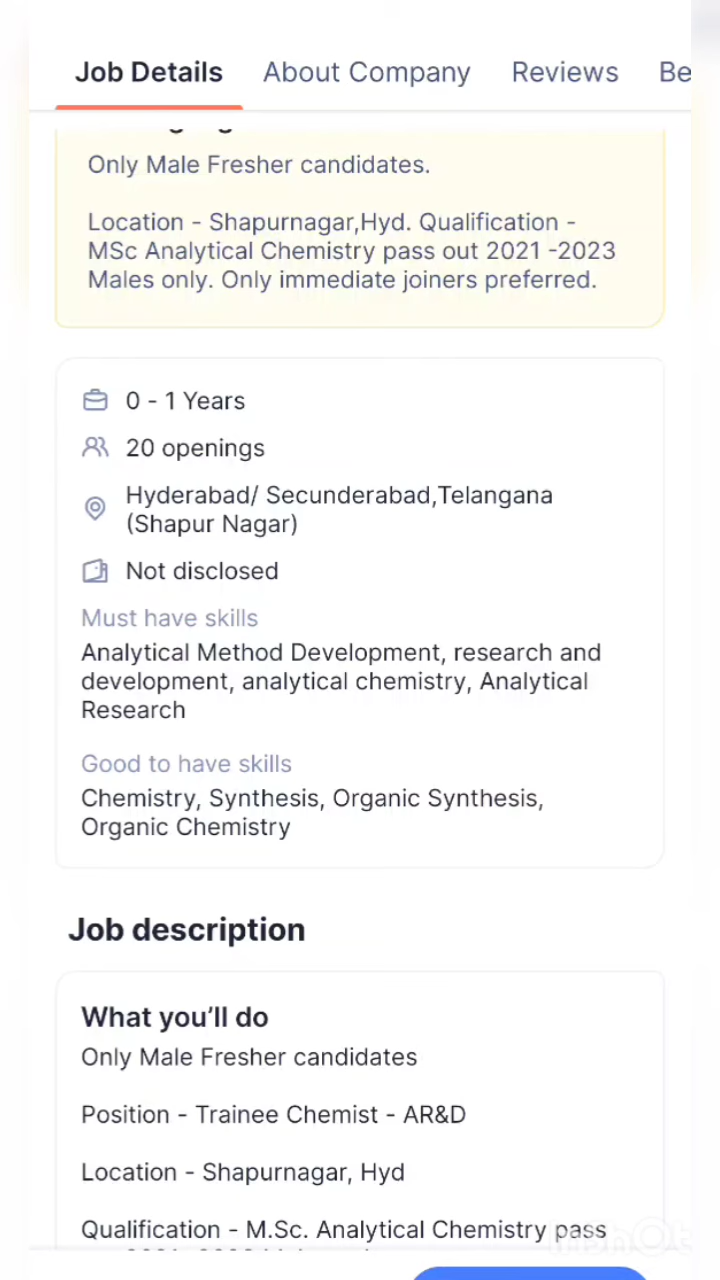 Job Details About Company Reviews Be
Only Male Fresher candidates.
Location - Shapurnagar,Hyd. Qualification -
MSc Analytical Chemistry pass out 2021 -2023
Males only. Only immediate joiners preferred.
0 - 1 Years
20 openings
Hyderabad/ Secunderabad,Telangana
(Shapur Nagar)
Not disclosed
Must have skills
Analytical Method Development, research and
development, analytical chemistry, Analytical
Research
Good to have skills
Chemistry, Synthesis, Organic Synthesis,
Organic Chemistry
Job description
What you'll do
Only Male Fresher candidates
Position - Trainee Chemist - AR&D
Location - Shapurnagar, Hyd
Qualification - M.Sc. Analytical Chemistry pass
InShot